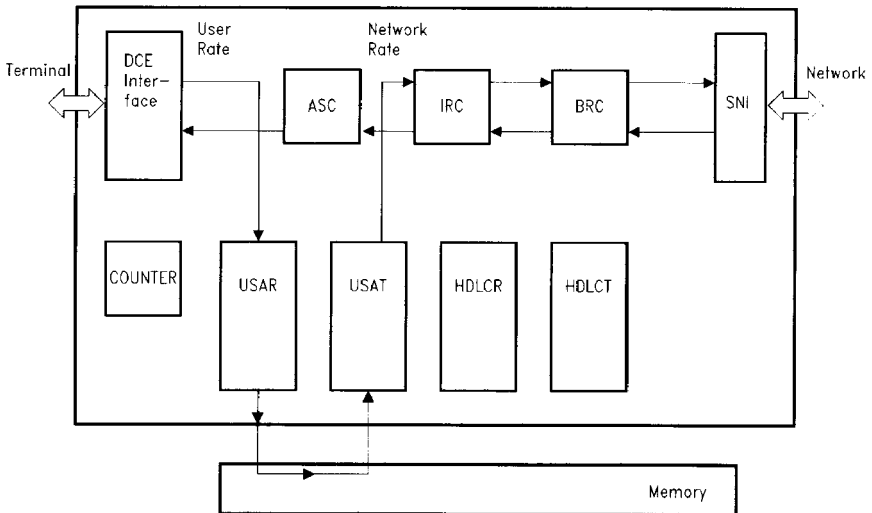 User
Rate
Network
Rate
Terminal
DCE
Inter-
face
ASC
IRC
BRC
SNI
Network
COUNTER
USAR
USAT
HDLCR
HDLCT
Memory